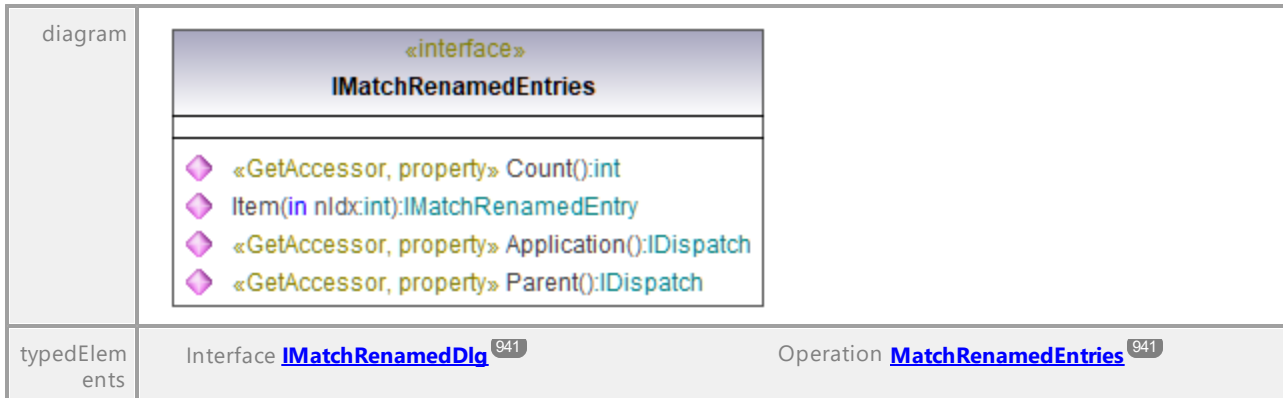 diagram
«interface»
IMatchRenamedEntries
«GetAccessor, property» Count():int
Item(in nIdx:int):IMatchRenamedEntry
«GetAccessor, property» Application():IDispatch
«GetAccessor, property» Parent():IDispatch
typedElem
ents
Interface IMatchRenamedDlg 941 Operation MatchRenamedEntries 941